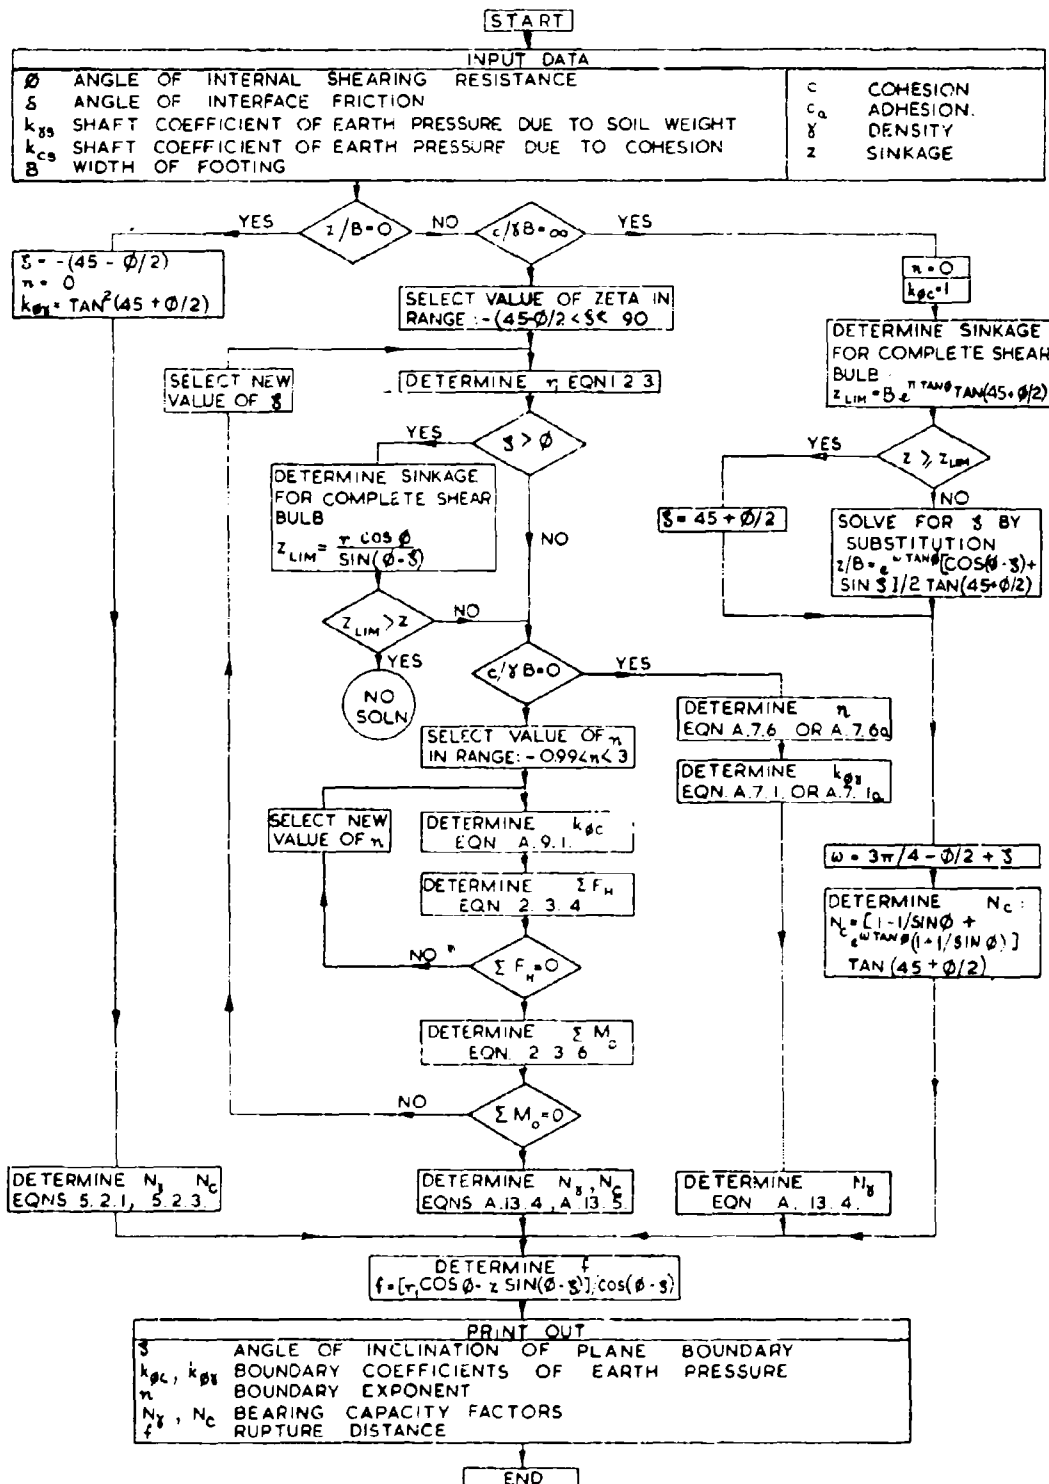 START
INPUT DATA
Ø ANGLE OF INTERNAL SHEARING RESISTANCE
δ ANGLE OF INTERFACE FRICTION
kγs SHAFT COEFFICIENT OF EARTH PRESSURE DUE TO SOIL WEIGHT
kcs SHAFT COEFFICIENT OF EARTH PRESSURE DUE TO COHESION
B WIDTH OF FOOTING
c COHESION
ca ADHESION.
γ DENSITY
z SINKAGE
YES
z/B=0
NO
c/γB=∞
YES
ζ = -(45 - Ø/2)
n = 0
køγ = TAN²(45 + Ø/2)
SELECT VALUE OF ZETA IN
RANGE :-(45-Ø/2 < ζ < 90
n = 0
køc = 1
DETERMINE SINKAGE
FOR COMPLETE SHEAR
BULB
zLIM = B e^π TANØ TAN(45+Ø/2)
SELECT NEW
VALUE OF ζ
DETERMINE η EQN 1 2 3
YES
ζ > Ø
NO
DETERMINE SINKAGE
FOR COMPLETE SHEAR
BULB
zLIM = r, COS Ø
SIN(Ø-ζ)
YES
z ⩾ zLIM
NO
ζ = 45 + Ø/2
SOLVE FOR ζ BY
SUBSTITUTION
z/B = e^ω TANØ [COS(Ø-ζ)+
SIN ζ]/2 TAN(45+Ø/2)
zLIM > z
NO
YES
NO
SOLN
c/γB=0
YES
SELECT VALUE OF n
IN RANGE: -0.99<n<3
DETERMINE η
EQN A.7.6 OR A.7.6a
DETERMINE køγ
EQN. A.7.1. OR A.7.1a
SELECT NEW
VALUE OF n
DETERMINE køc
EQN A.9.1.
DETERMINE ΣFH
EQN 2.3.4
NO
ΣFH=0
ω = 3π/4 - Ø/2 + ζ
DETERMINE Nc:
Nc = [1-1/SINØ +
e^ω TANØ (1+1/SIN Ø)]
TAN(45 + Ø/2)
DETERMINE ΣMo
EQN. 2 3 6
NO
ΣMo=0
DETERMINE Nγ Nc
EQNS 5.2.1, 5.2.3.
DETERMINE Nγ, Nc
EQNS A.13.4, A.13.5.
DETERMINE Nγ
EQN A. 13. 4.
DETERMINE f
f = [r, COS Ø - z SIN(Ø-ζ)]/COS(Ø-ζ)
PRINT OUT
ζ ANGLE OF INCLINATION OF PLANE BOUNDARY
køc, køγ BOUNDARY COEFFICIENTS OF EARTH PRESSURE
n BOUNDARY EXPONENT
Nγ, Nc BEARING CAPACITY FACTORS
f RUPTURE DISTANCE
END